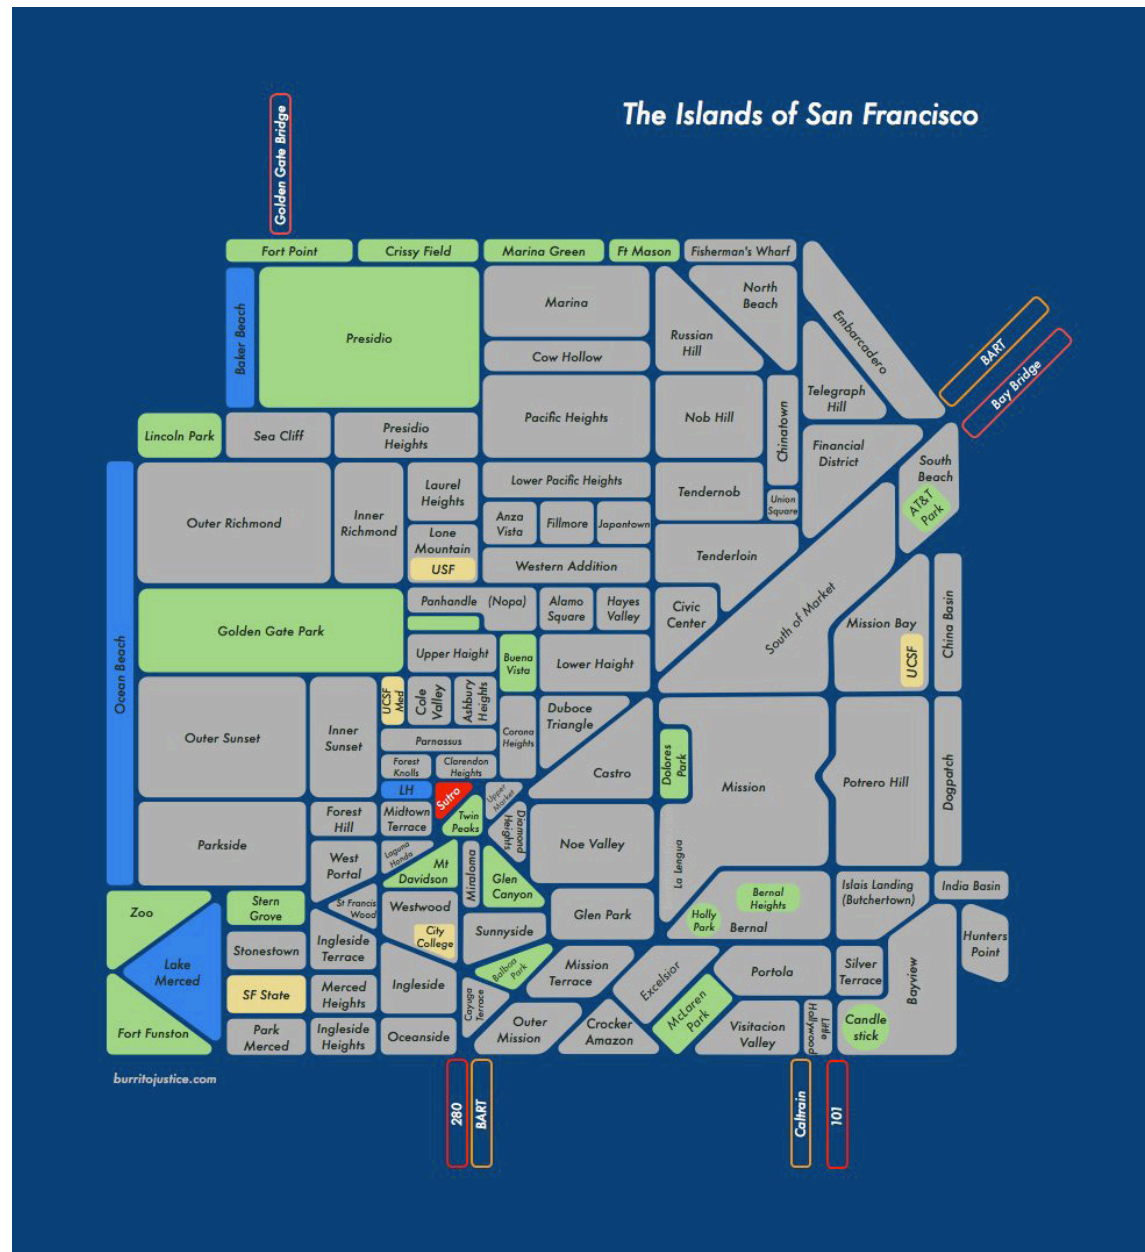 The Islands of San Francisco
Golden Gate Bridge
Fort Point
Crissy Field
Marina Green
Ft Mason
Fisherman's Wharf
Baker Beach
Presidio
Marina
Russian
Hill
North
Beach
Embarcadero
BART
Bay Bridge
Cow Hollow
Telegraph
Hill
Pacific Heights
Nob Hill
Chinatown
Lincoln Park
Sea Cliff
Presidio
Heights
Financial
District
South
Beach
AT&T
Park
Ocean Beach
Outer Richmond
Inner
Richmond
Laurel
Heights
Lower Pacific Heights
Tendernob
Union
Square
Lone
Mountain
USF
Anza
Vista
Fillmore
Japantown
Western Addition
Tenderloin
South of Market
Mission Bay
UCSF
China Basin
Golden Gate Park
Panhandle (Nopa)
Alamo
Square
Hayes
Valley
Civic
Center
Upper Haight
Buena
Vista
Lower Haight
Outer Sunset
Inner
Sunset
UCSF
Med
Cole
Valley
Ashbury
Heights
Corona
Heights
Duboce
Triangle
Parnassus
Forest
Knolls
Clarendon
Heights
Castro
Dolores
Park
Mission
Potrero Hill
Dogpatch
LH
Sutro
Upper
Market
Parkside
Forest
Hill
Midtown
Terrace
Twin
Peaks
Diamond
Heights
Noe Valley
La Lengua
West
Portal
Laguna
Honda
Mt
Davidson
Miraloma
Glen
Canyon
Zoo
Stern
Grove
St Francis
Wood
Westwood
City
College
Sunnyside
Glen Park
Holly
Park
Bernal
Heights
Bernal
Islais Landing
(Butchertown)
India Basin
Hunters
Point
Lake
Merced
Stonestown
Ingleside
Terrace
Ingleside
Balboa
Park
Mission
Terrace
Excelsior
Portola
Silver
Terrace
Bayview
Fort Funston
SF State
Merced
Heights
Cayuga
Terrace
McLaren
Park
Park
Merced
Ingleside
Heights
Oceanside
Outer
Mission
Crocker
Amazon
Visitacion
Valley
Little
Hollywood
Candle
stick
burritojustice.com
280
BART
Caltrain
101